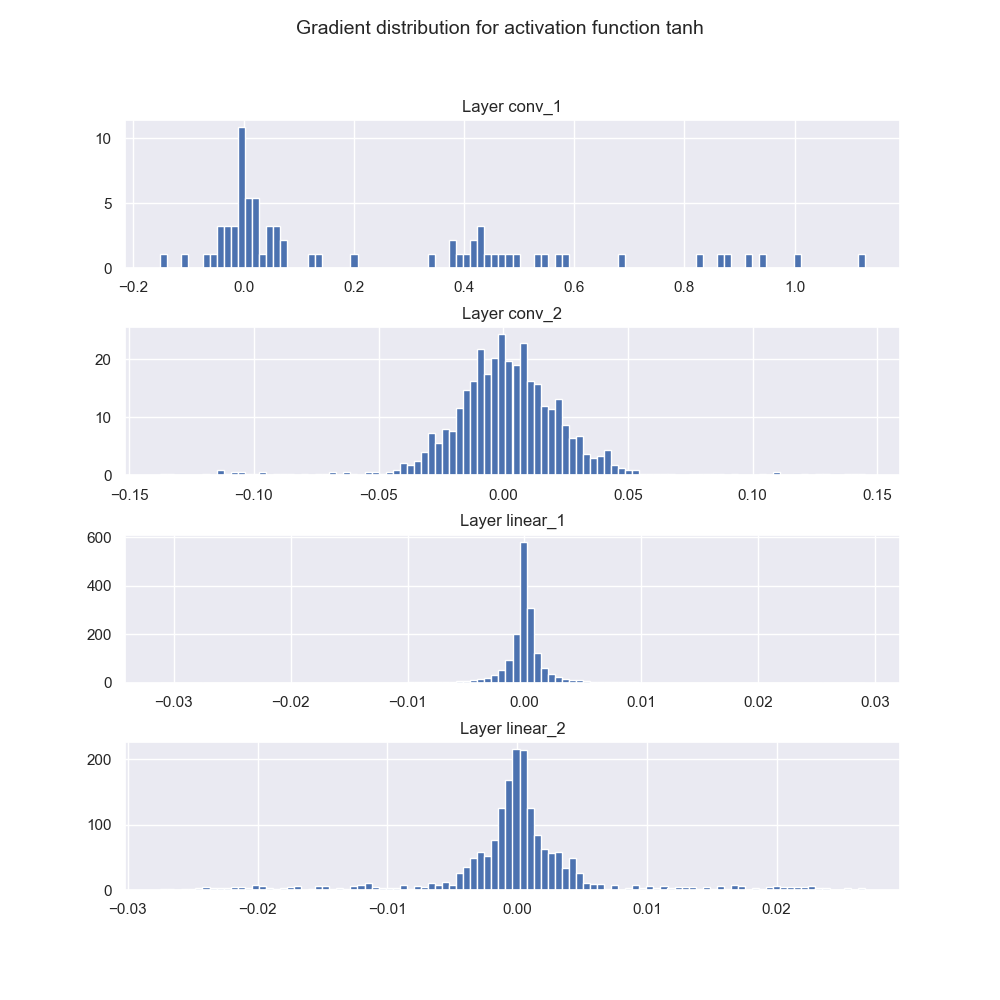 Gradient distribution for activation function tanh
Layer conv_1
10
5
0
−0.2 0.0 0.2 0.4 0.6 0.8 1.0
Layer conv_2
20
10
0
−0.15 −0.10 −0.05 0.00 0.05 0.10 0.15
Layer linear_1
600
400
200
0
−0.03 −0.02 −0.01 0.00 0.01 0.02 0.03
Layer linear_2
200
100
0
−0.03 −0.02 −0.01 0.00 0.01 0.02